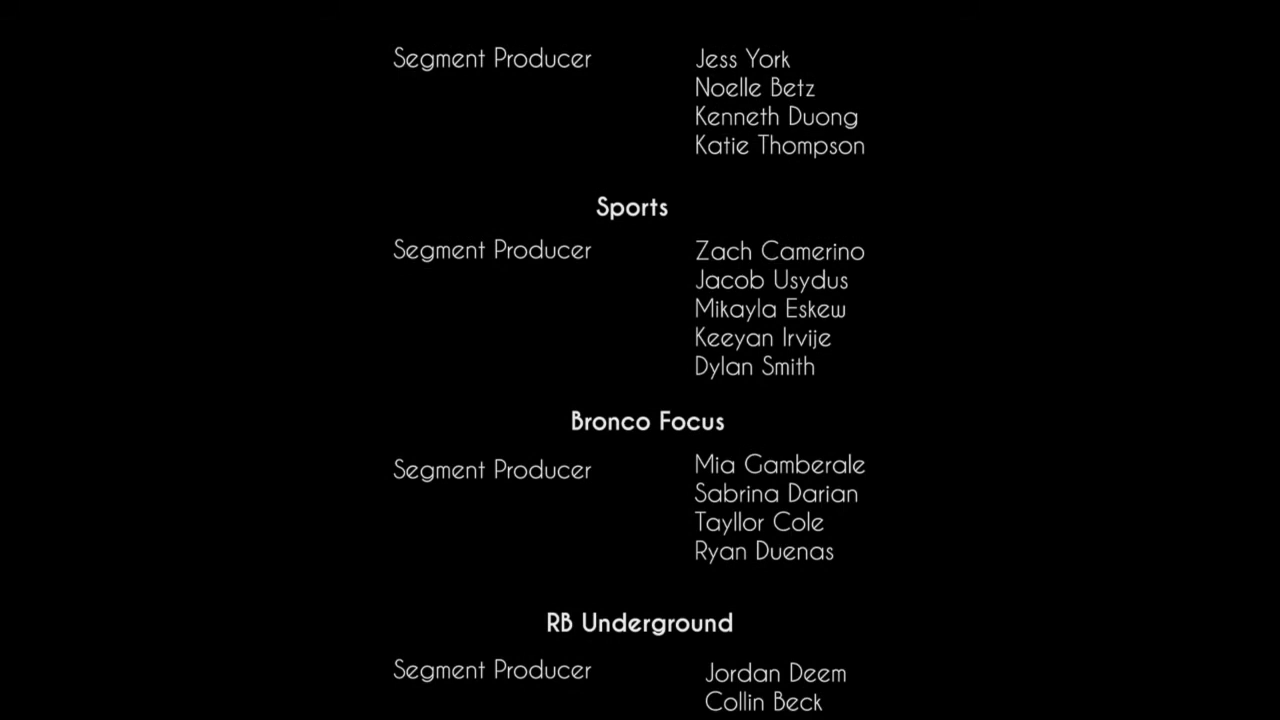 Segment Producer Jess York
Noelle Betz
Kenneth Duong
Katie Thompson
Sports
Segment Producer Zach Camerino
Jacob Usydus
Mikayla Eskew
Keeyan Irvije
Dylan Smith
Bronco Focus
Segment Producer Mia Gamberale
Sabrina Darian
Tayllor Cole
Ryan Duenas
RB Underground
Segment Producer Jordan Deem
Collin Beck